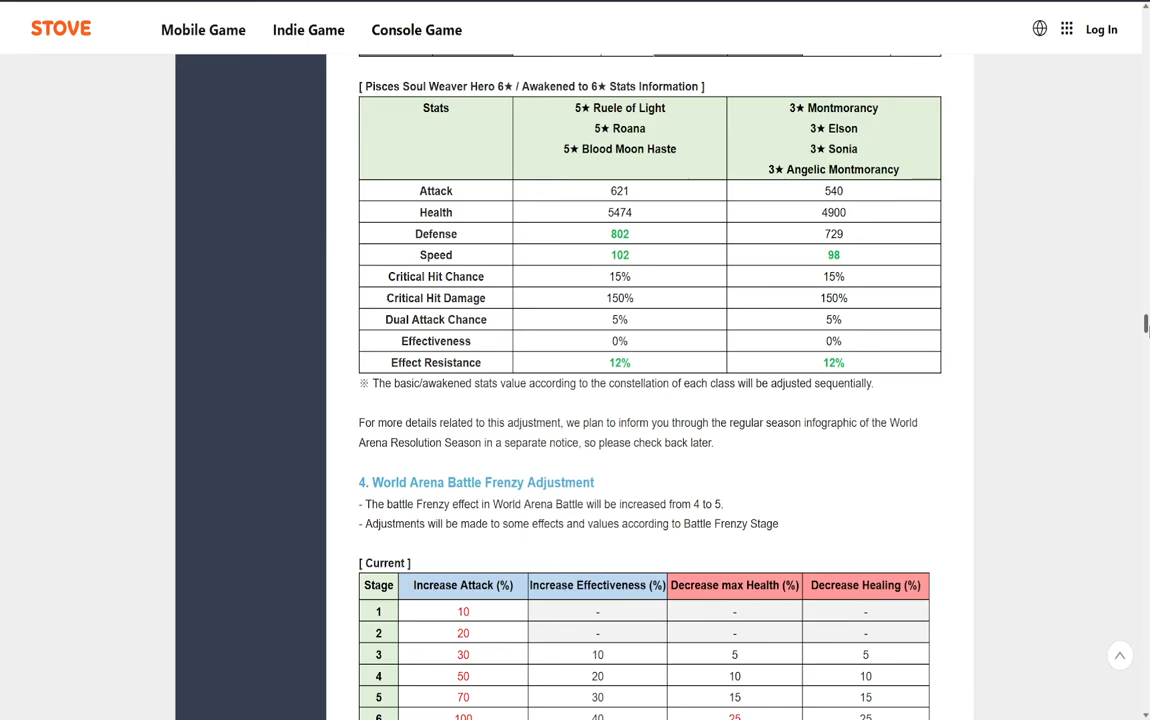 STOVE Mobile Game Indie Game Console Game Log In
[ Pisces Soul Weaver Hero 6★ / Awakened to 6★ Stats Information ]
Stats 5★ Ruele of Light 3★ Montmorancy
5★ Roana 3★ Elson
5★ Blood Moon Haste 3★ Sonia
3★ Angelic Montmorancy
Attack 621 540
Health 5474 4900
Defense 802 729
Speed 102 98
Critical Hit Chance 15% 15%
Critical Hit Damage 150% 150%
Dual Attack Chance 5% 5%
Effectiveness 0% 0%
Effect Resistance 12% 12%
※ The basic/awakened stats value according to the constellation of each class will be adjusted sequentially.
For more details related to this adjustment, we plan to inform you through the regular season infographic of the World
Arena Resolution Season in a separate notice, so please check back later.
4. World Arena Battle Frenzy Adjustment
- The battle Frenzy effect in World Arena Battle will be increased from 4 to 5.
- Adjustments will be made to some effects and values according to Battle Frenzy Stage
[ Current ]
Stage Increase Attack (%) Increase Effectiveness (%) Decrease max Health (%) Decrease Healing (%)
1 10 - - -
2 20 - - -
3 30 10 5 5
4 50 20 10 10
5 70 30 15 15
6 100 40 25 25